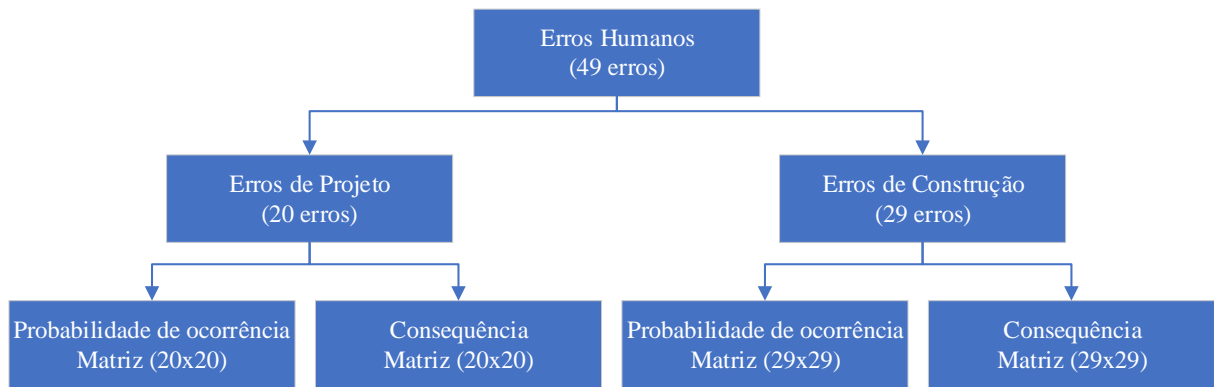 Erros Humanos
(49 erros)
Erros de Projeto
(20 erros)
Erros de Construção
(29 erros)
Probabilidade de ocorrência
Matriz (20x20)
Consequência
Matriz (20x20)
Probabilidade de ocorrência
Matriz (29x29)
Consequência
Matriz (29x29)